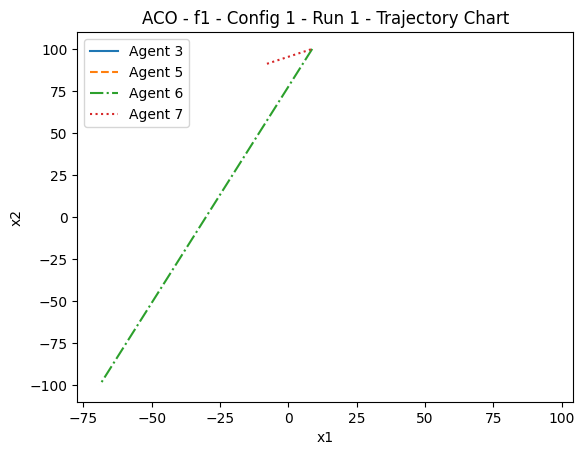 ACO - f1 - Config 1 - Run 1 - Trajectory Chart
Agent 3
Agent 5
Agent 6
Agent 7
100
75
50
25
0
−25
−50
−75
−100
x2
−75
−50
−25
0
25
50
75
100
x1